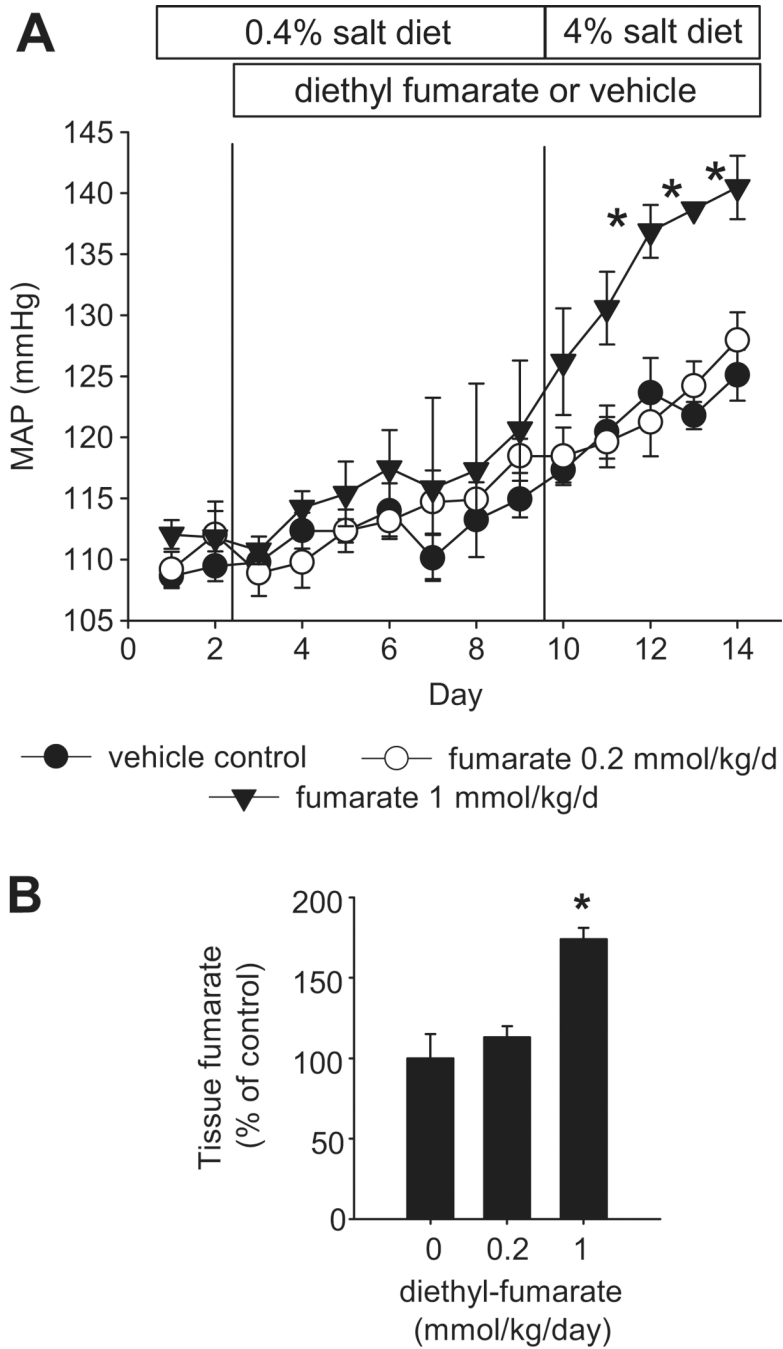 A
0.4% salt diet 4% salt diet
diethyl fumarate or vehicle
145
140
135
130
125
120
115
110
105
MAP (mmHg)
* * *
0 2 4 6 8 10 12 14
Day
vehicle control fumarate 0.2 mmol/kg/d
fumarate 1 mmol/kg/d
B
200
150
100
50
0
Tissue fumarate
(% of control)
*
0 0.2 1
diethyl-fumarate
(mmol/kg/day)